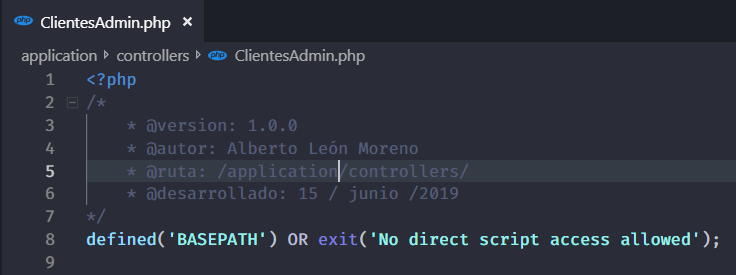 php ClientesAdmin.php ×
application › controllers › php ClientesAdmin.php
1 <?php
2 /*
3 * @version: 1.0.0
4 * @autor: Alberto León Moreno
5 * @ruta: /application/controllers/
6 * @desarrollado: 15 / junio /2019
7 */
8 defined('BASEPATH') OR exit('No direct script access allowed');
9